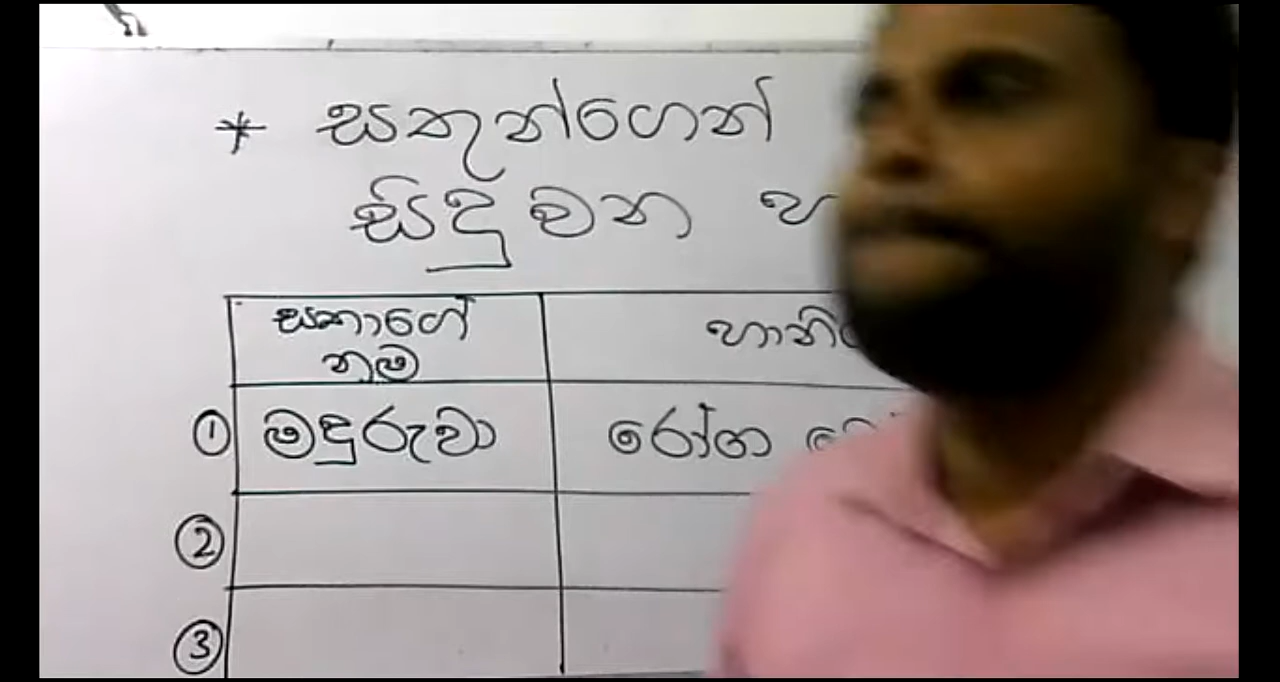 * සතුන්ගෙන්
සිදු වන
සතාගේ
නම
① මදුරුවා රෝග
②
③